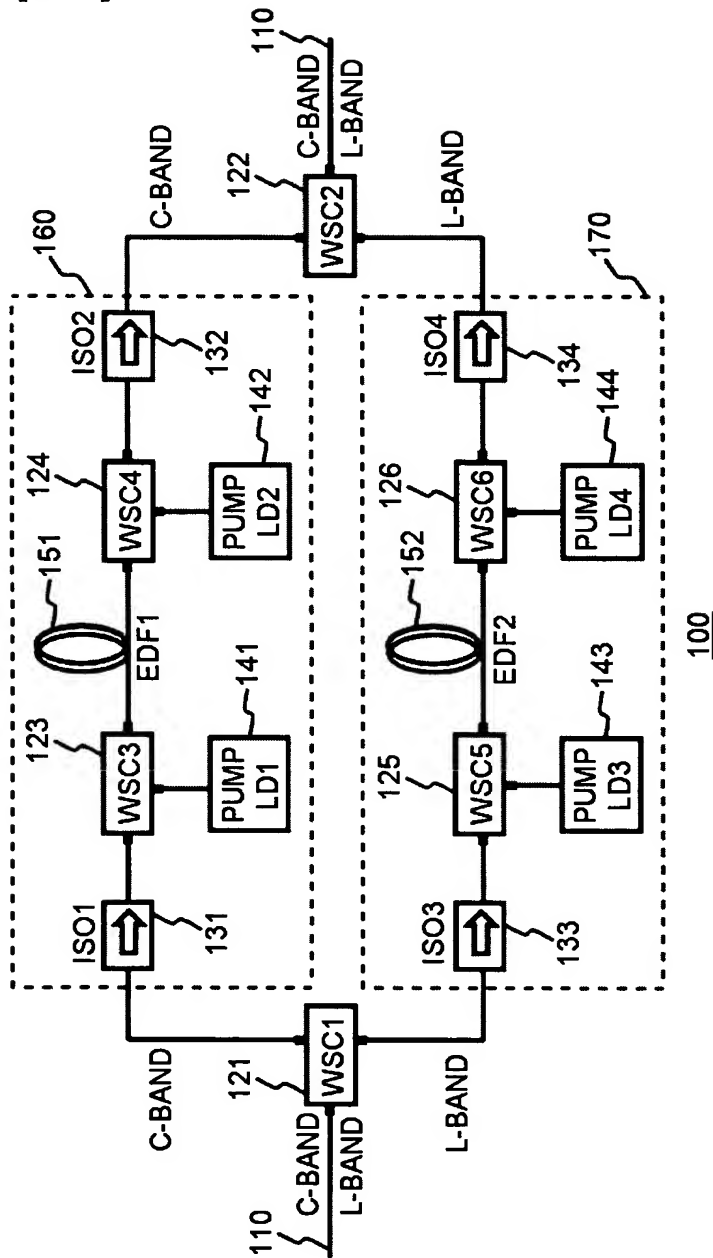 110
C-BAND
L-BAND
121
WSC1
C-BAND
L-BAND
160
ISO1
131
123
WSC3
PUMP
LD1
141
151
EDF1
124
WSC4
PUMP
LD2
142
ISO2
132
C-BAND
170
ISO3
133
125
WSC5
PUMP
LD3
143
152
EDF2
126
WSC6
PUMP
LD4
144
ISO4
134
L-BAND
122
WSC2
C-BAND
L-BAND
110
100